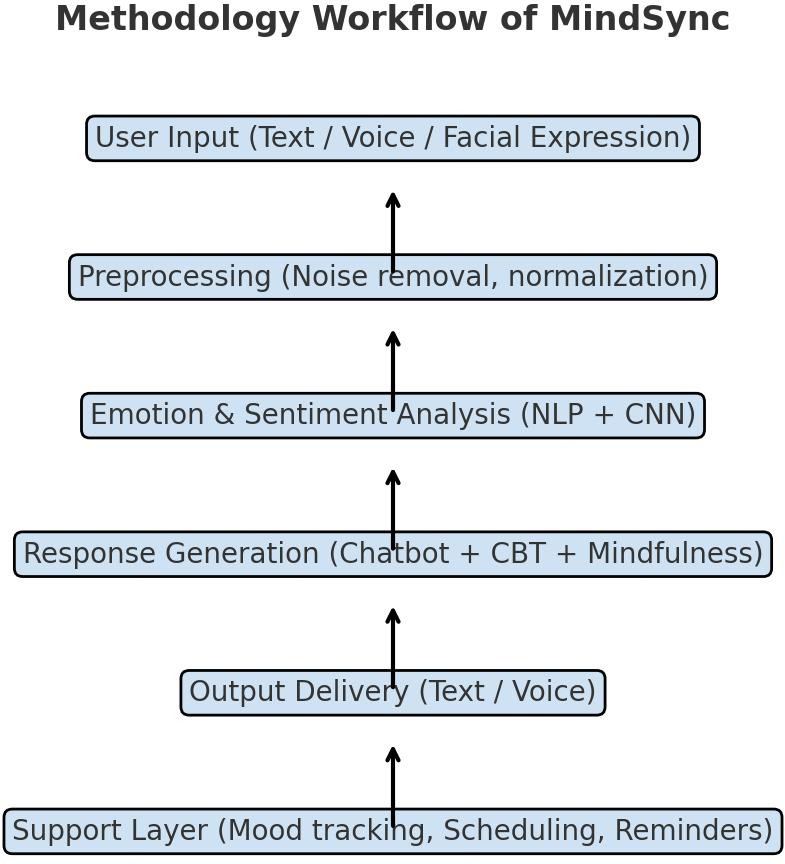 Methodology Workflow of MindSync
User Input (Text / Voice / Facial Expression)
Preprocessing (Noise removal, normalization)
Emotion & Sentiment Analysis (NLP + CNN)
Response Generation (Chatbot + CBT + Mindfulness)
Output Delivery (Text / Voice)
Support Layer (Mood tracking, Scheduling, Reminders)